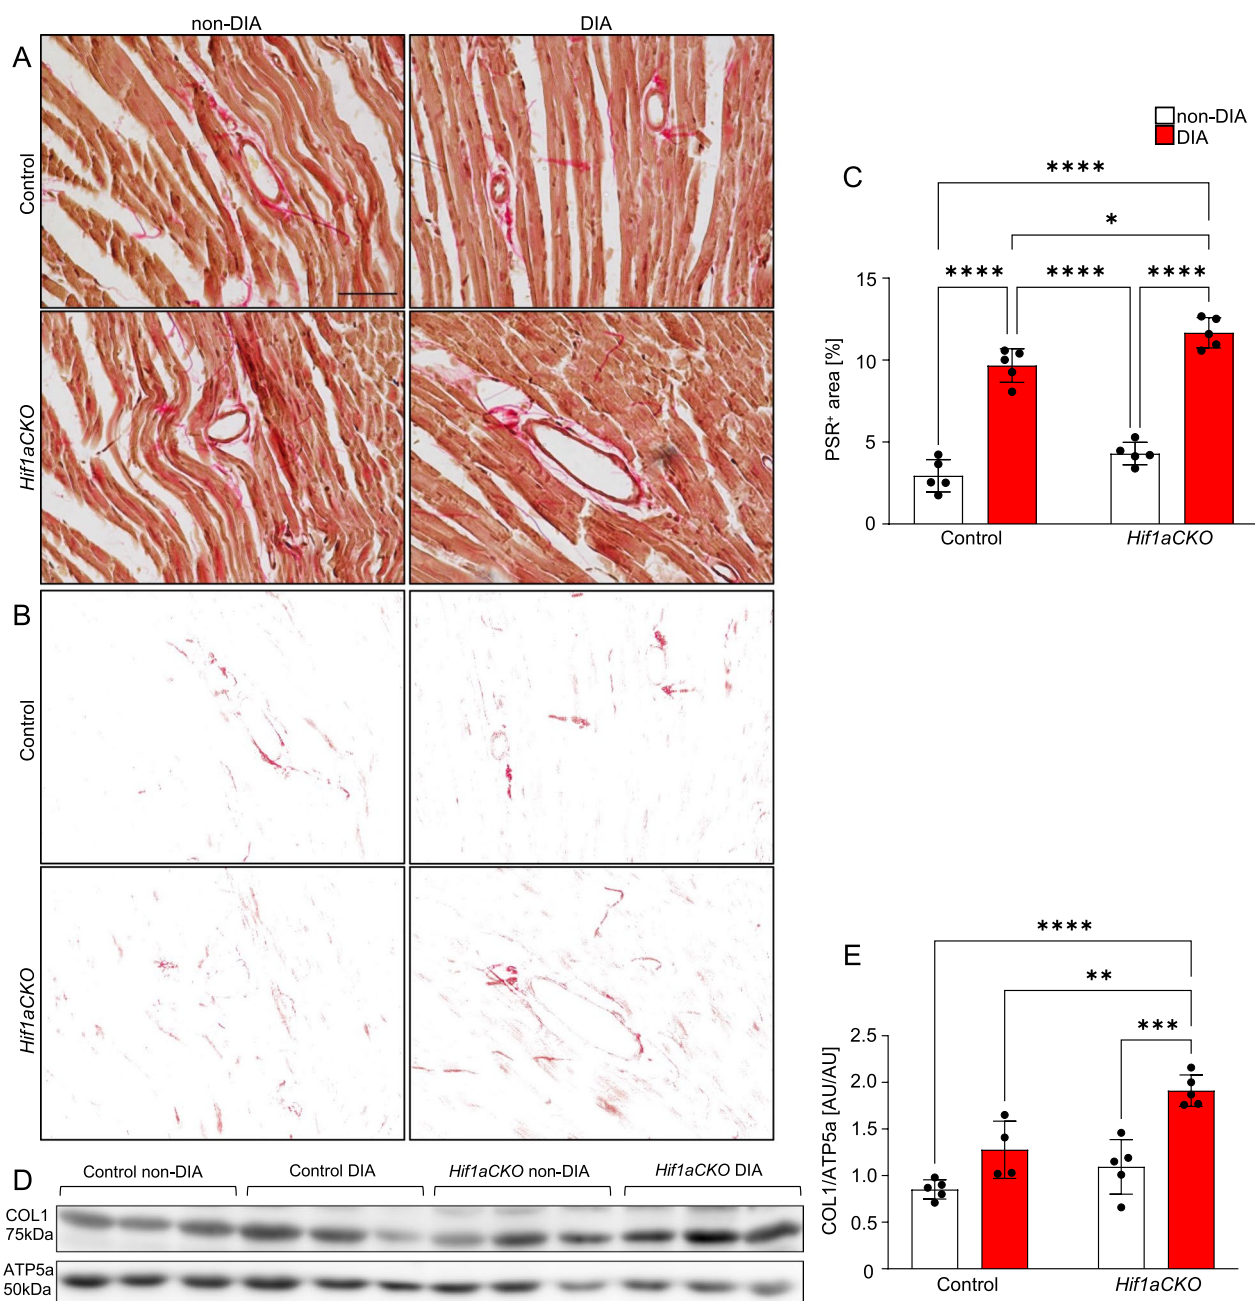 non-DIA
DIA
A
Control
Hif1aCKO
B
Control
Hif1aCKO
non-DIA
DIA
C
****
*
****
****
****
PSR+ area [%]
15
10
5
0
Control
Hif1aCKO
D
Control non-DIA
Control DIA
Hif1aCKO non-DIA
Hif1aCKO DIA
COL1
75kDa
ATP5a
50kDa
E
****
**
***
COL1/ATP5a [AU/AU]
2.5
2.0
1.5
1.0
0.5
0
Control
Hif1aCKO